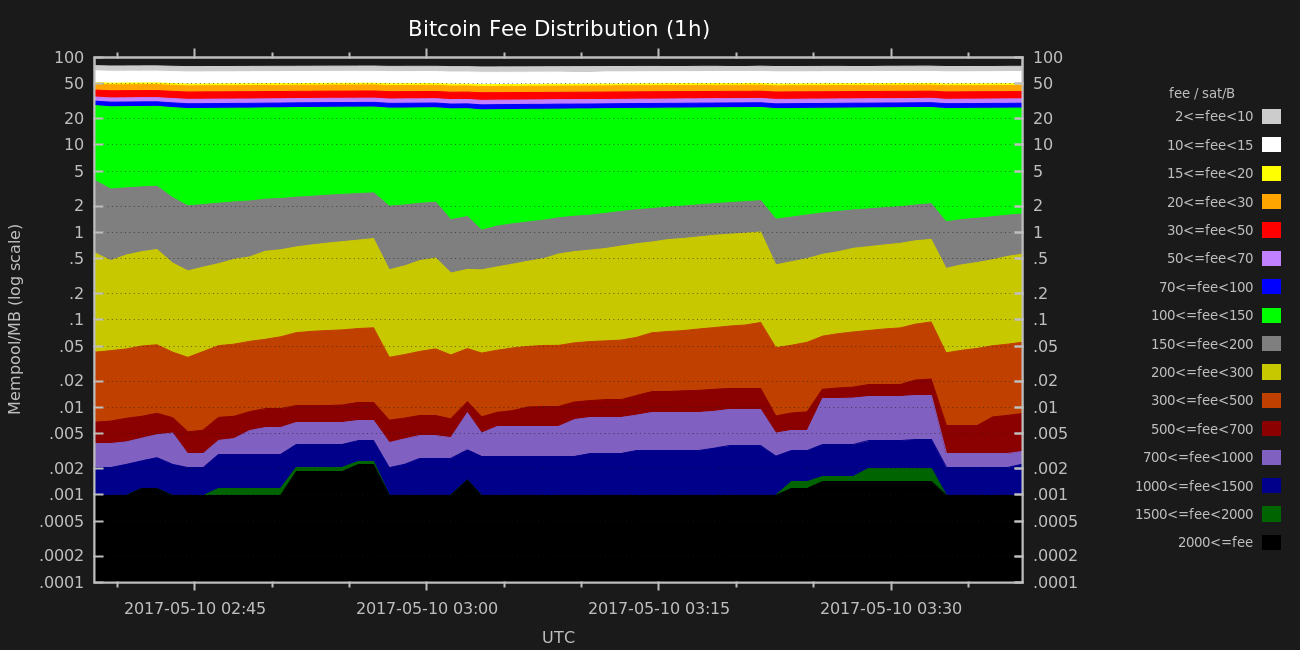 Bitcoin Fee Distribution (1h)
Mempool/MB (log scale)
100
50
20
10
5
2
1
.5
.2
.1
.05
.02
.01
.005
.002
.001
.0005
.0002
.0001
100
50
20
10
5
2
1
.5
.2
.1
.05
.02
.01
.005
.002
.001
.0005
.0002
.0001
fee / sat/B
2<=fee<10
10<=fee<15
15<=fee<20
20<=fee<30
30<=fee<50
50<=fee<70
70<=fee<100
100<=fee<150
150<=fee<200
200<=fee<300
300<=fee<500
500<=fee<700
700<=fee<1000
1000<=fee<1500
1500<=fee<2000
2000<=fee
2017-05-10 02:45
2017-05-10 03:00
2017-05-10 03:15
2017-05-10 03:30
UTC